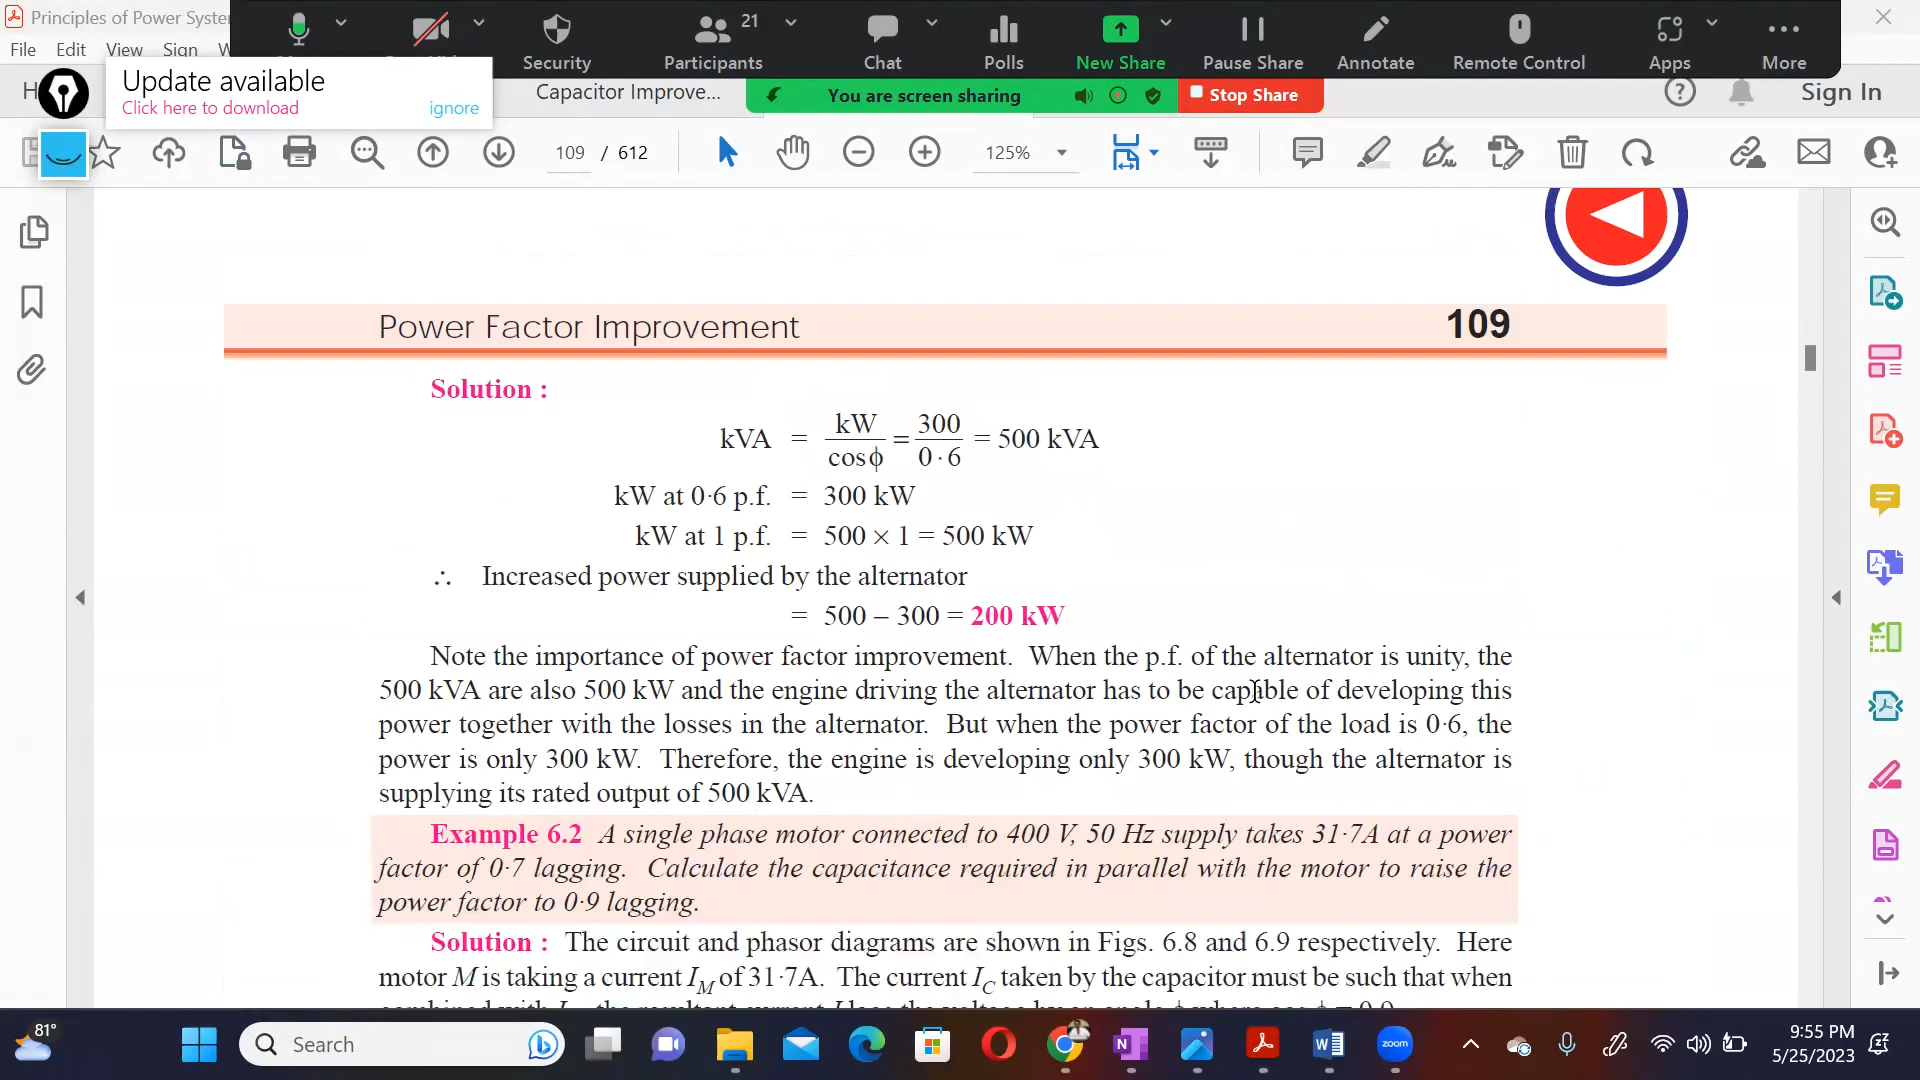 Principles of Power Syste
File Edit View Sign W
21
Security
Participants
Chat
Polls
New Share
Pause Share
Annotate
Remote Control
Apps
More
Update available
Click here to download
ignore
H
Capacitor Improve...
You are screen sharing
Stop Share
Sign In
109 / 612
125%
Power Factor Improvement 109
Solution :
kVA = kW/cosϕ = 300/0·6 = 500 kVA
kW at 0·6 p.f. = 300 kW
kW at 1 p.f. = 500 × 1 = 500 kW
∴ Increased power supplied by the alternator
= 500 – 300 = 200 kW
Note the importance of power factor improvement. When the p.f. of the alternator is unity, the
500 kVA are also 500 kW and the engine driving the alternator has to be capable of developing this
power together with the losses in the alternator. But when the power factor of the load is 0·6, the
power is only 300 kW. Therefore, the engine is developing only 300 kW, though the alternator is
supplying its rated output of 500 kVA.
Example 6.2 A single phase motor connected to 400 V, 50 Hz supply takes 31·7A at a power
factor of 0·7 lagging. Calculate the capacitance required in parallel with the motor to raise the
power factor to 0·9 lagging.
Solution : The circuit and phasor diagrams are shown in Figs. 6.8 and 6.9 respectively. Here
motor M is taking a current I_M of 31·7A. The current I_C taken by the capacitor must be such that when
81°
Search
zoom
9:55 PM
5/25/2023